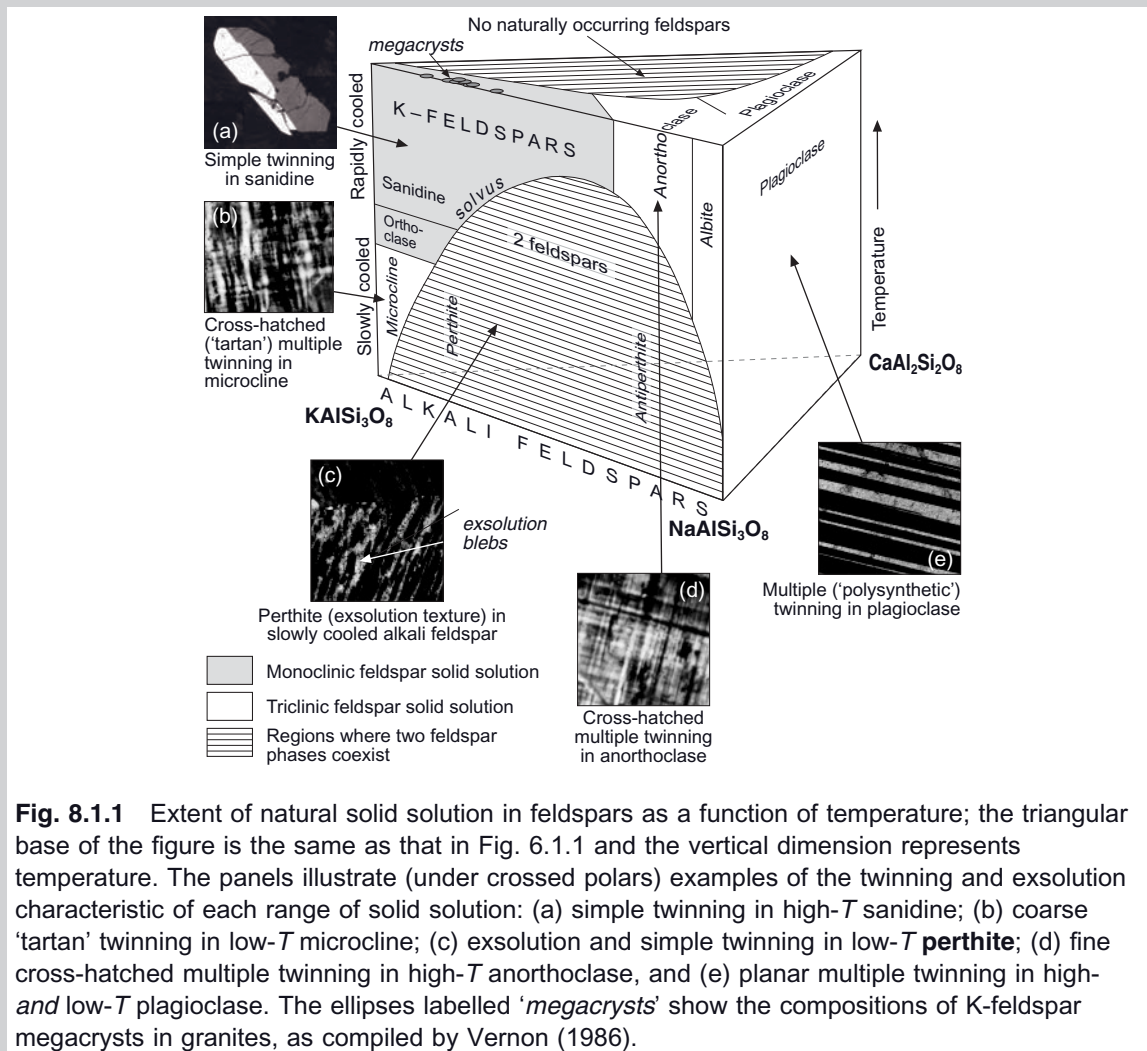 No naturally occurring feldspars
megacrysts
(a)
Simple twinning
in sanidine
Rapidly cooled
K–FELDSPARS
Sanidine
solvus
Ortho-
clase
2 feldspars
Anorthoclase
Albite
Plagioclase
Plagioclase
Temperature
(b)
Cross-hatched
(‘tartan’) multiple
twinning in
microcline
Slowly cooled
Microcline
Perthite
Antiperthite
KAlSi₃O₈
ALKALI FELDSPARS
NaAlSi₃O₈
CaAl₂Si₂O₈
(c)
exsolution
blebs
Perthite (exsolution texture) in
slowly cooled alkali feldspar
(d)
Cross-hatched
multiple twinning
in anorthoclase
(e)
Multiple (‘polysynthetic’)
twinning in plagioclase
Monoclinic feldspar solid solution
Triclinic feldspar solid solution
Regions where two feldspar
phases coexist
Fig. 8.1.1 Extent of natural solid solution in feldspars as a function of temperature; the triangular
base of the figure is the same as that in Fig. 6.1.1 and the vertical dimension represents
temperature. The panels illustrate (under crossed polars) examples of the twinning and exsolution
characteristic of each range of solid solution: (a) simple twinning in high-T sanidine; (b) coarse
‘tartan’ twinning in low-T microcline; (c) exsolution and simple twinning in low-T perthite; (d) fine
cross-hatched multiple twinning in high-T anorthoclase, and (e) planar multiple twinning in high-
and low-T plagioclase. The ellipses labelled ‘megacrysts’ show the compositions of K-feldspar
megacrysts in granites, as compiled by Vernon (1986).